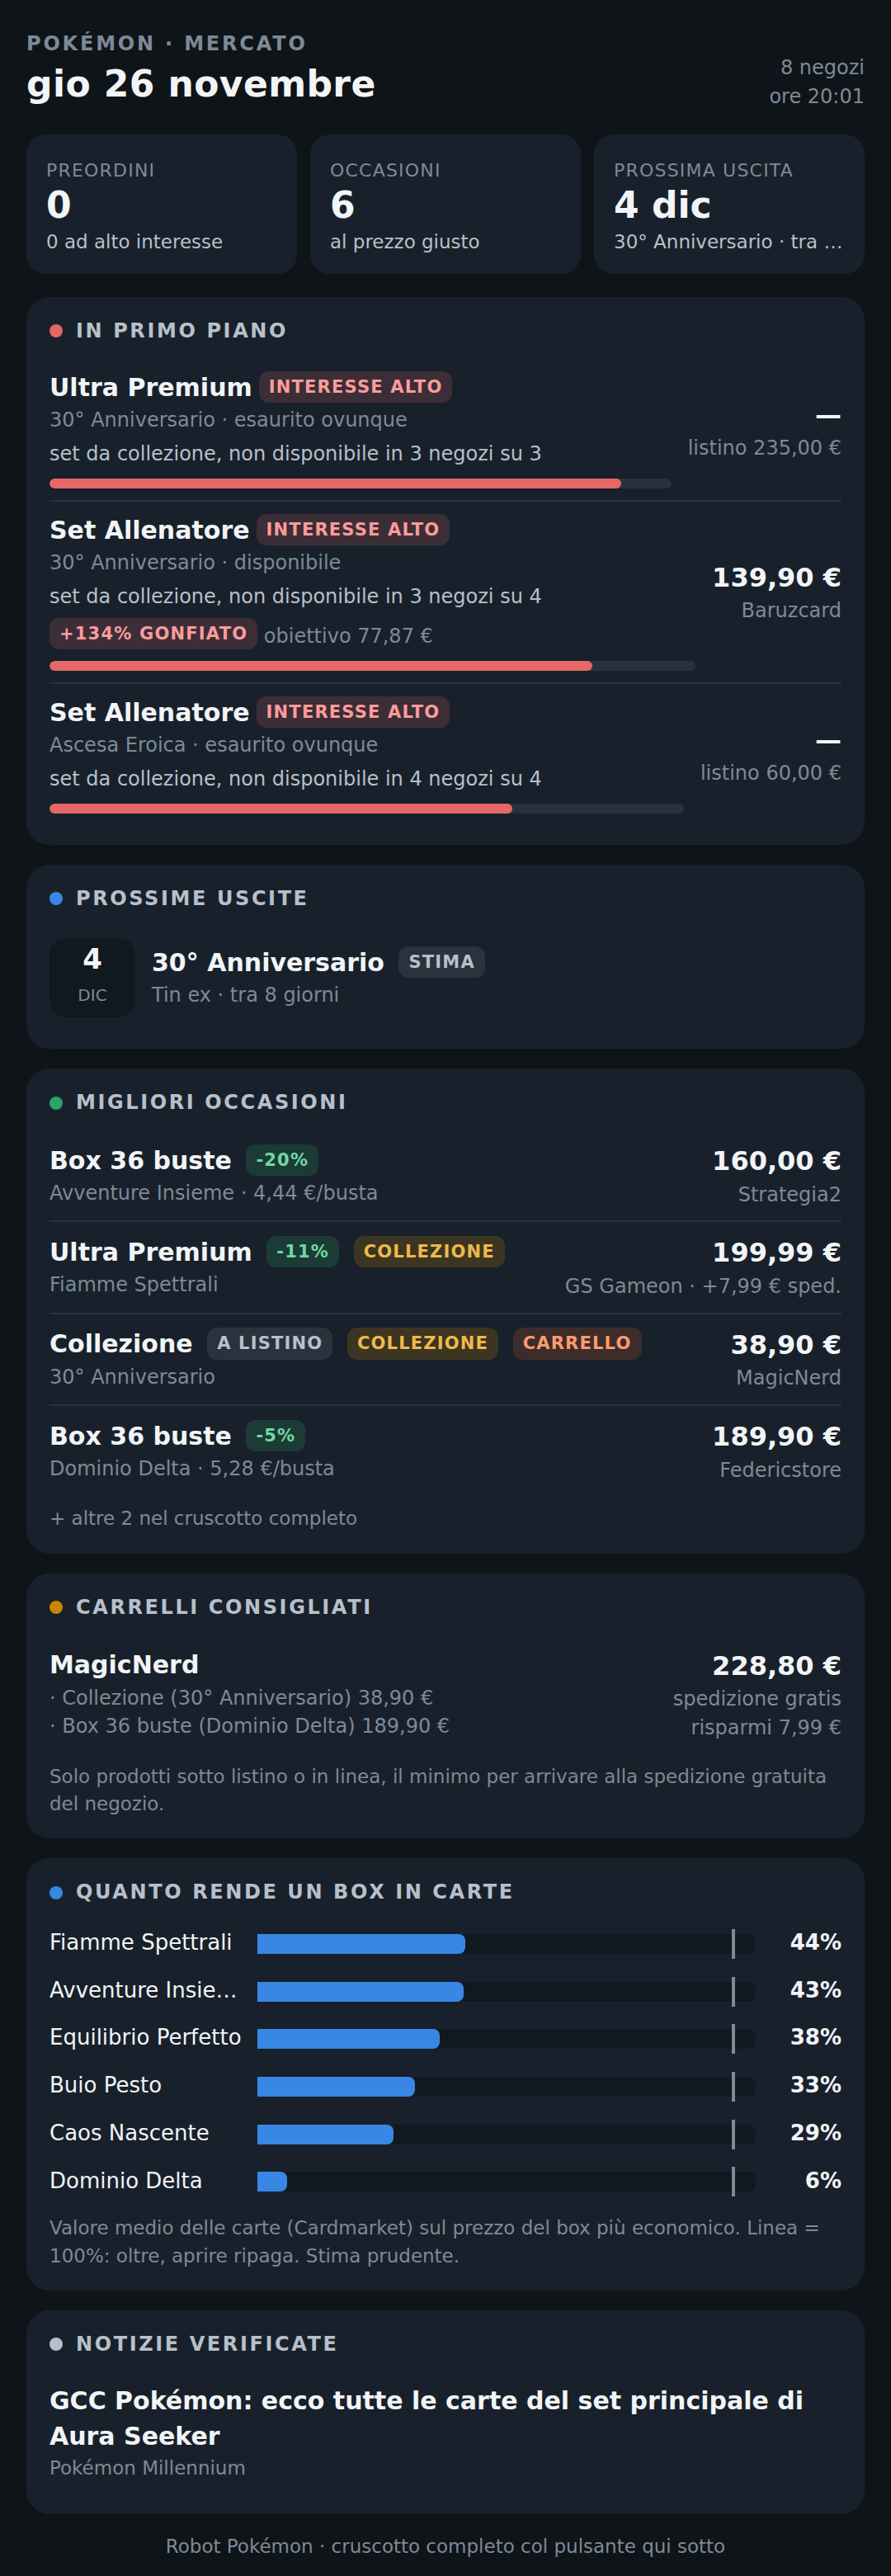 POKÉMON · MERCATO
gio 26 novembre
8 negozi
ore 20:01
PREORDINI
0
0 ad alto interesse
OCCASIONI
6
al prezzo giusto
PROSSIMA USCITA
4 dic
30° Anniversario · tra ...
IN PRIMO PIANO
Ultra Premium INTERESSE ALTO
30° Anniversario · esaurito ovunque
set da collezione, non disponibile in 3 negozi su 3
—
listino 235,00 €
Set Allenatore INTERESSE ALTO
30° Anniversario · disponibile
set da collezione, non disponibile in 3 negozi su 4
+134% GONFIATO obiettivo 77,87 €
139,90 €
Baruzcard
Set Allenatore INTERESSE ALTO
Ascesa Eroica · esaurito ovunque
set da collezione, non disponibile in 4 negozi su 4
—
listino 60,00 €
PROSSIME USCITE
4
DIC
30° Anniversario STIMA
Tin ex · tra 8 giorni
MIGLIORI OCCASIONI
Box 36 buste -20% 160,00 €
Avventure Insieme · 4,44 €/busta Strategia2
Ultra Premium -11% COLLEZIONE 199,99 €
Fiamme Spettrali GS Gameon · +7,99 € sped.
Collezione A LISTINO COLLEZIONE CARRELLO 38,90 €
30° Anniversario MagicNerd
Box 36 buste -5% 189,90 €
Dominio Delta · 5,28 €/busta Federicstore
+ altre 2 nel cruscotto completo
CARRELLI CONSIGLIATI
MagicNerd 228,80 €
· Collezione (30° Anniversario) 38,90 € spedizione gratis
· Box 36 buste (Dominio Delta) 189,90 € risparmi 7,99 €
Solo prodotti sotto listino o in linea, il minimo per arrivare alla spedizione gratuita
del negozio.
QUANTO RENDE UN BOX IN CARTE
Fiamme Spettrali 44%
Avventure Insie... 43%
Equilibrio Perfetto 38%
Buio Pesto 33%
Caos Nascente 29%
Dominio Delta 6%
Valore medio delle carte (Cardmarket) sul prezzo del box più economico. Linea =
100%: oltre, aprire ripaga. Stima prudente.
NOTIZIE VERIFICATE
GCC Pokémon: ecco tutte le carte del set principale di
Aura Seeker
Pokémon Millennium
Robot Pokémon · cruscotto completo col pulsante qui sotto